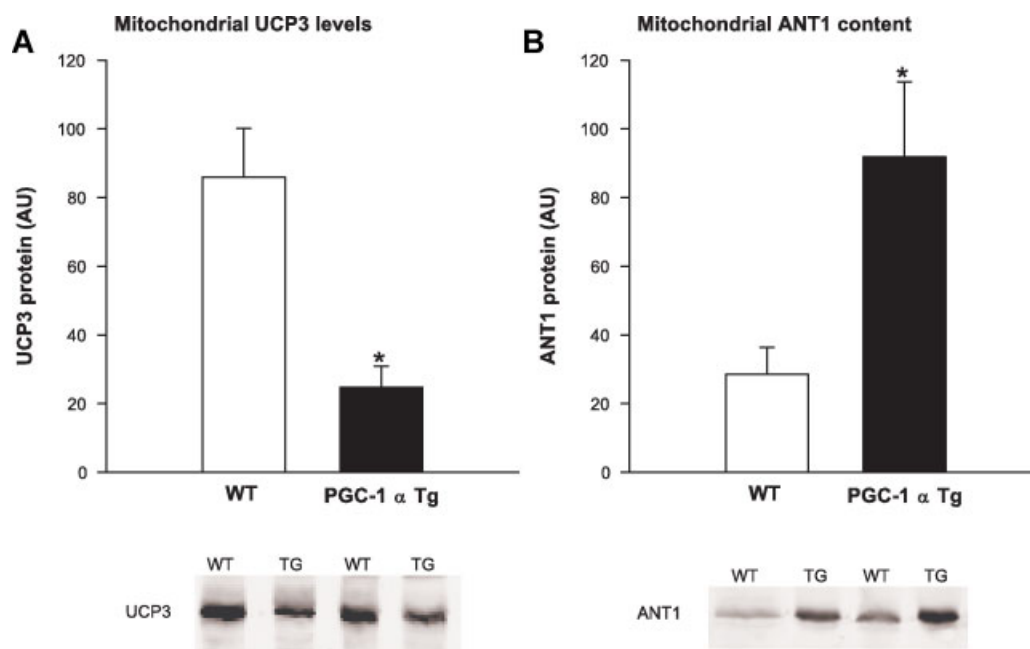 A
Mitochondrial UCP3 levels
120
100
80
60
40
20
0
UCP3 protein (AU)
*
WT
PGC-1 α Tg
WT TG WT TG
UCP3
B
Mitochondrial ANT1 content
120
100
80
60
40
20
0
ANT1 protein (AU)
*
WT
PGC-1 α Tg
WT TG WT TG
ANT1